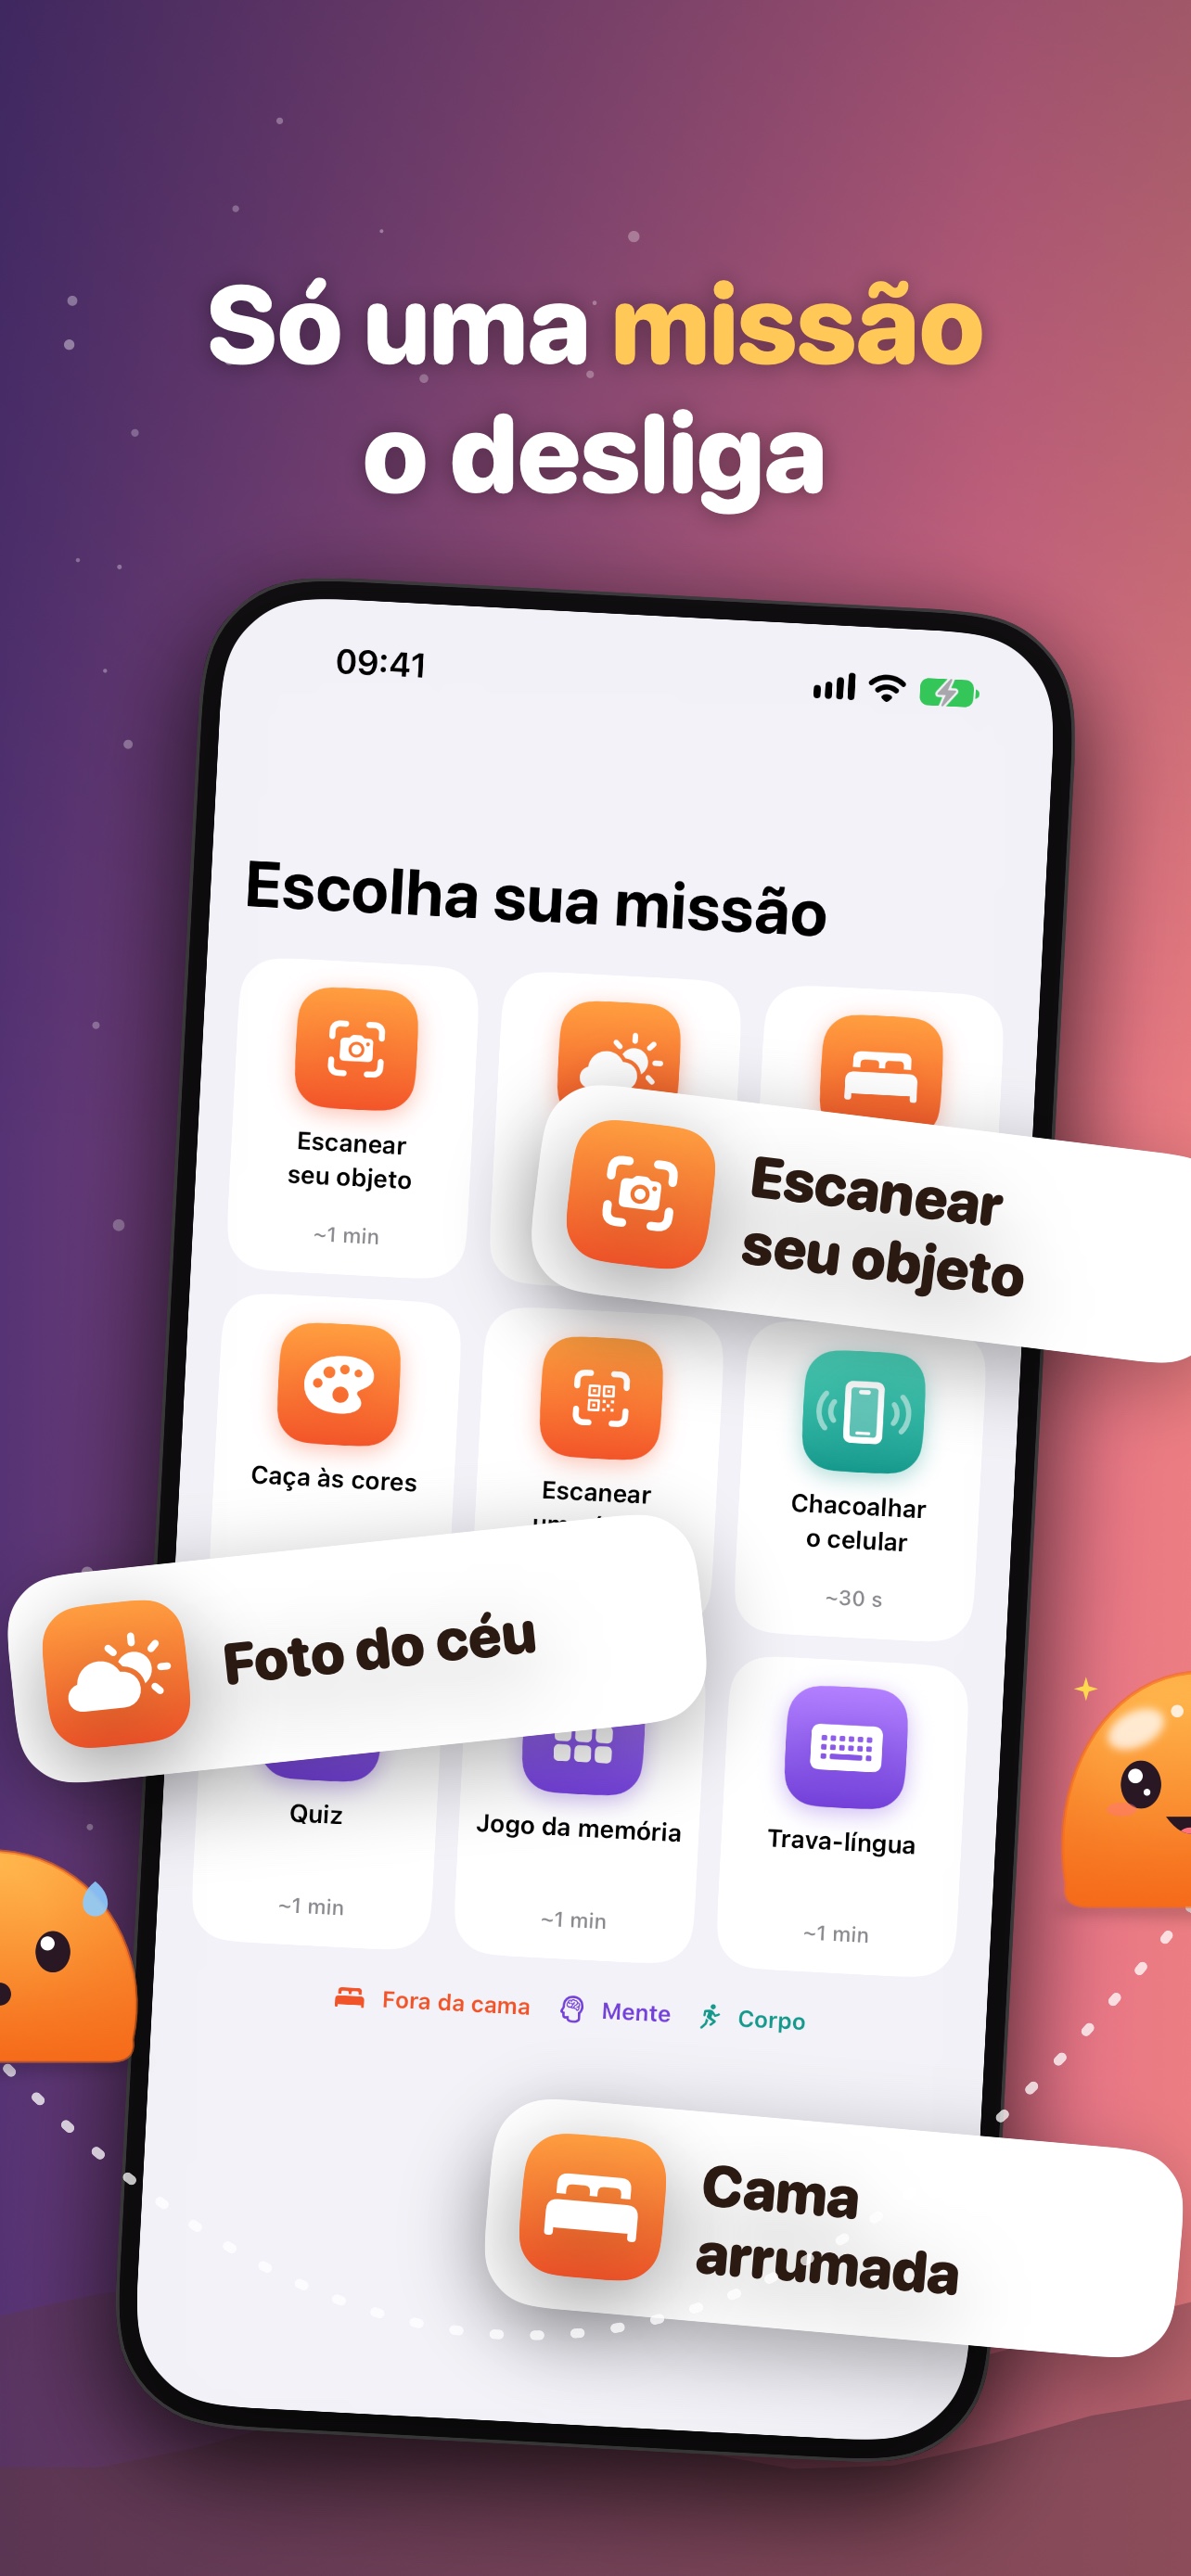 Só uma missão
o desliga
09:41
Escolha sua missão
Escanear
seu objeto
~1 min
Escanear
seu objeto
Caça às cores
Escanear
Chacoalhar
o celular
~30 s
Foto do céu
Quiz
~1 min
Jogo da memória
~1 min
Trava-língua
~1 min
Fora da cama
Mente
Corpo
Cama
arrumada